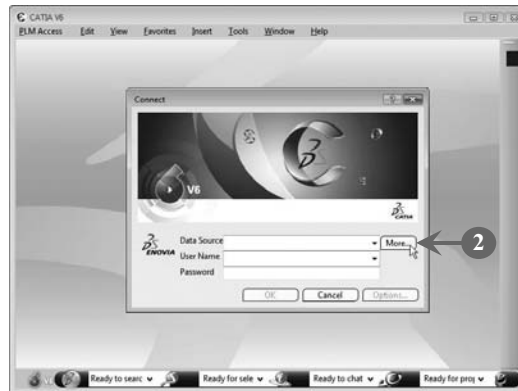 CATIA V6
PLM Access Edit View Favorites Insert Tools Window Help
Connect
V6
CATIA
ENOVIA
Data Source
More...
2
User Name
Password
OK Cancel Options...
V6 Ready to searc Ready for sele Ready to chat Ready for proj